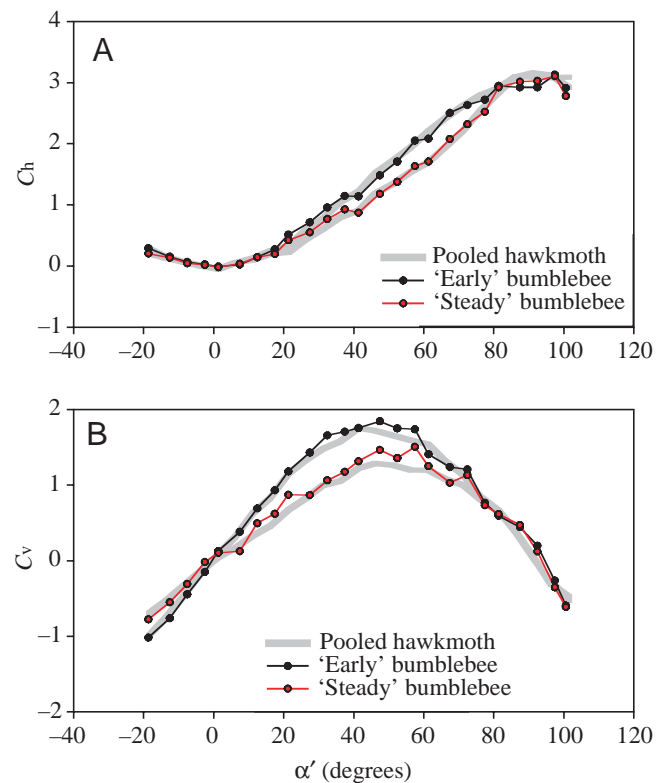 A
4
3
2
1
0
–1
Ch
Pooled hawkmoth
‘Early’ bumblebee
‘Steady’ bumblebee
–40 –20 0 20 40 60 80 100 120
B
2
1
0
–1
–2
Cv
Pooled hawkmoth
‘Early’ bumblebee
‘Steady’ bumblebee
–40 –20 0 20 40 60 80 100 120
α′ (degrees)